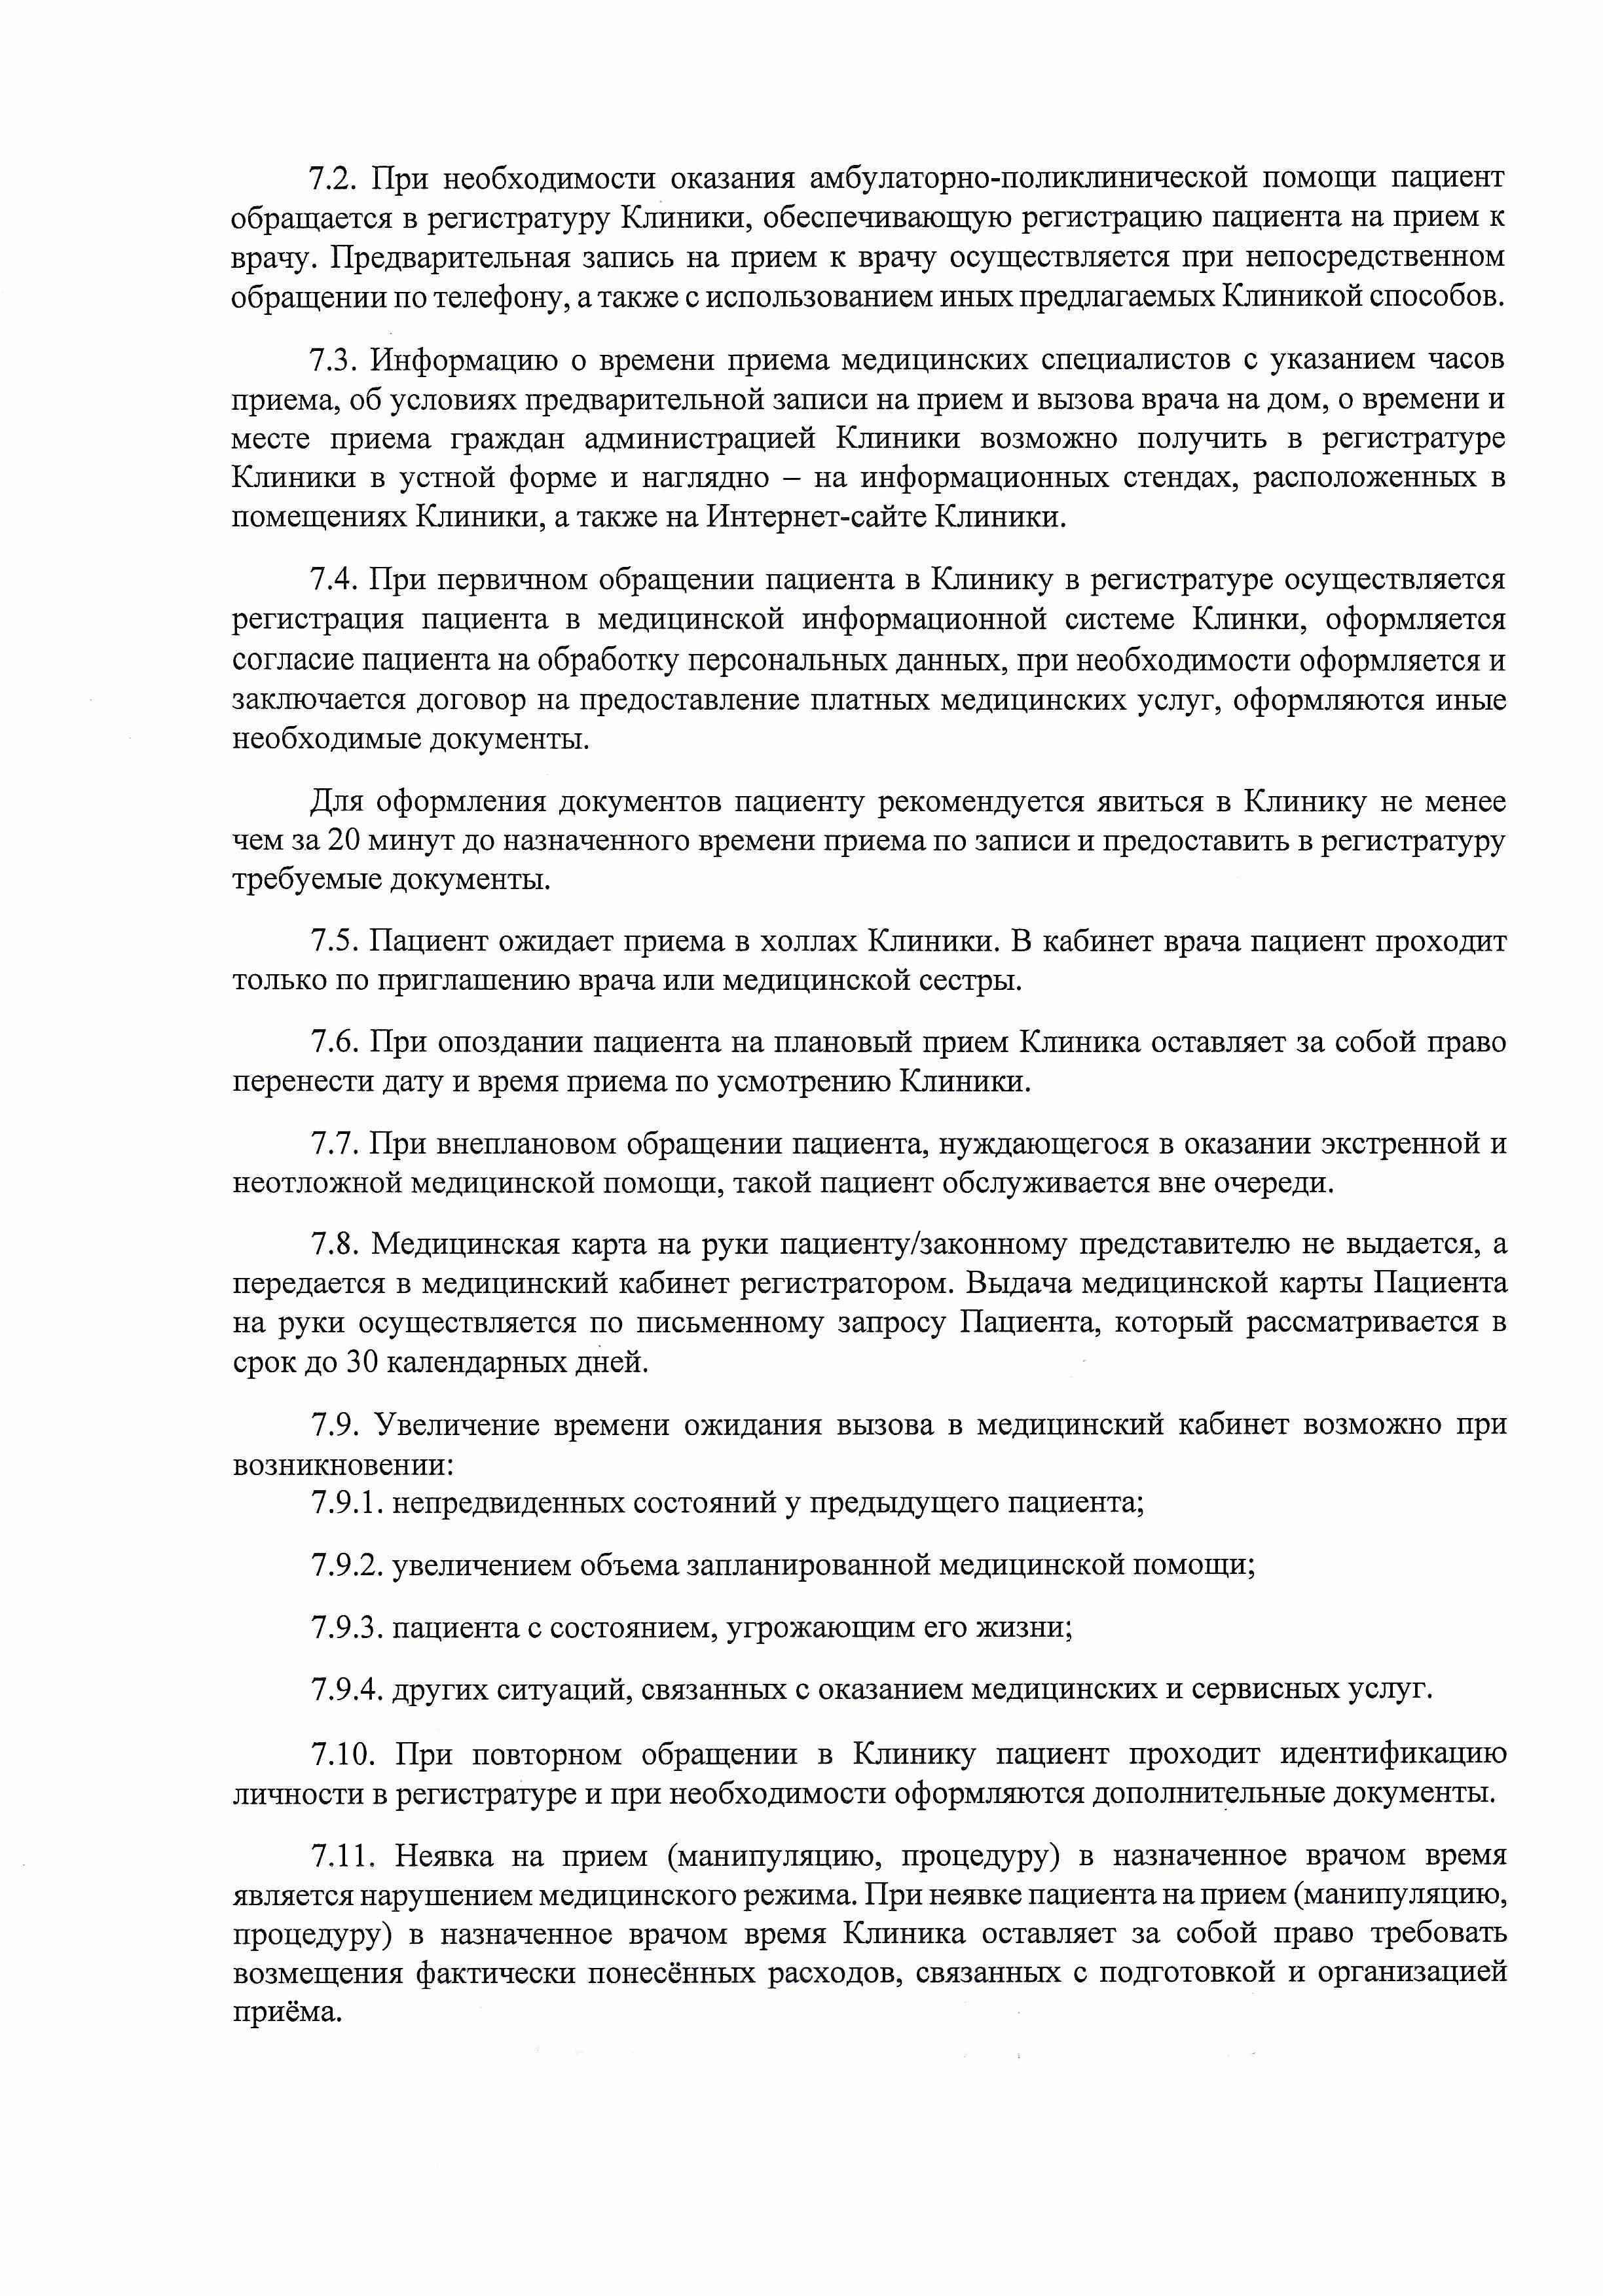 7.2. При необходимости оказания амбулаторно-поликлинической помощи пациент
обращается в регистратуру Клиники, обеспечивающую регистрацию пациента на прием к
врачу. Предварительная запись на прием к врачу осуществляется при непосредственном
обращении по телефону, а также с использованием иных предлагаемых Клиникой способов.
7.3. Информацию о времени приема медицинских специалистов с указанием часов
приема, об условиях предварительной записи на прием и вызова врача на дом, о времени и
месте приема граждан администрацией Клиники возможно получить в регистратуре
Клиники в устной форме и наглядно – на информационных стендах, расположенных в
помещениях Клиники, а также на Интернет-сайте Клиники.
7.4. При первичном обращении пациента в Клинику в регистратуре осуществляется
регистрация пациента в медицинской информационной системе Клинки, оформляется
согласие пациента на обработку персональных данных, при необходимости оформляется и
заключается договор на предоставление платных медицинских услуг, оформляются иные
необходимые документы.
Для оформления документов пациенту рекомендуется явиться в Клинику не менее
чем за 20 минут до назначенного времени приема по записи и предоставить в регистратуру
требуемые документы.
7.5. Пациент ожидает приема в холлах Клиники. В кабинет врача пациент проходит
только по приглашению врача или медицинской сестры.
7.6. При опоздании пациента на плановый прием Клиника оставляет за собой право
перенести дату и время приема по усмотрению Клиники.
7.7. При внеплановом обращении пациента, нуждающегося в оказании экстренной и
неотложной медицинской помощи, такой пациент обслуживается вне очереди.
7.8. Медицинская карта на руки пациенту/законному представителю не выдается, а
передается в медицинский кабинет регистратором. Выдача медицинской карты Пациента
на руки осуществляется по письменному запросу Пациента, который рассматривается в
срок до 30 календарных дней.
7.9. Увеличение времени ожидания вызова в медицинский кабинет возможно при
возникновении:
7.9.1. непредвиденных состояний у предыдущего пациента;
7.9.2. увеличением объема запланированной медицинской помощи;
7.9.3. пациента с состоянием, угрожающим его жизни;
7.9.4. других ситуаций, связанных с оказанием медицинских и сервисных услуг.
7.10. При повторном обращении в Клинику пациент проходит идентификацию
личности в регистратуре и при необходимости оформляются дополнительные документы.
7.11. Неявка на прием (манипуляцию, процедуру) в назначенное врачом время
является нарушением медицинского режима. При неявке пациента на прием (манипуляцию,
процедуру) в назначенное врачом время Клиника оставляет за собой право требовать
возмещения фактически понесённых расходов, связанных с подготовкой и организацией
приёма.